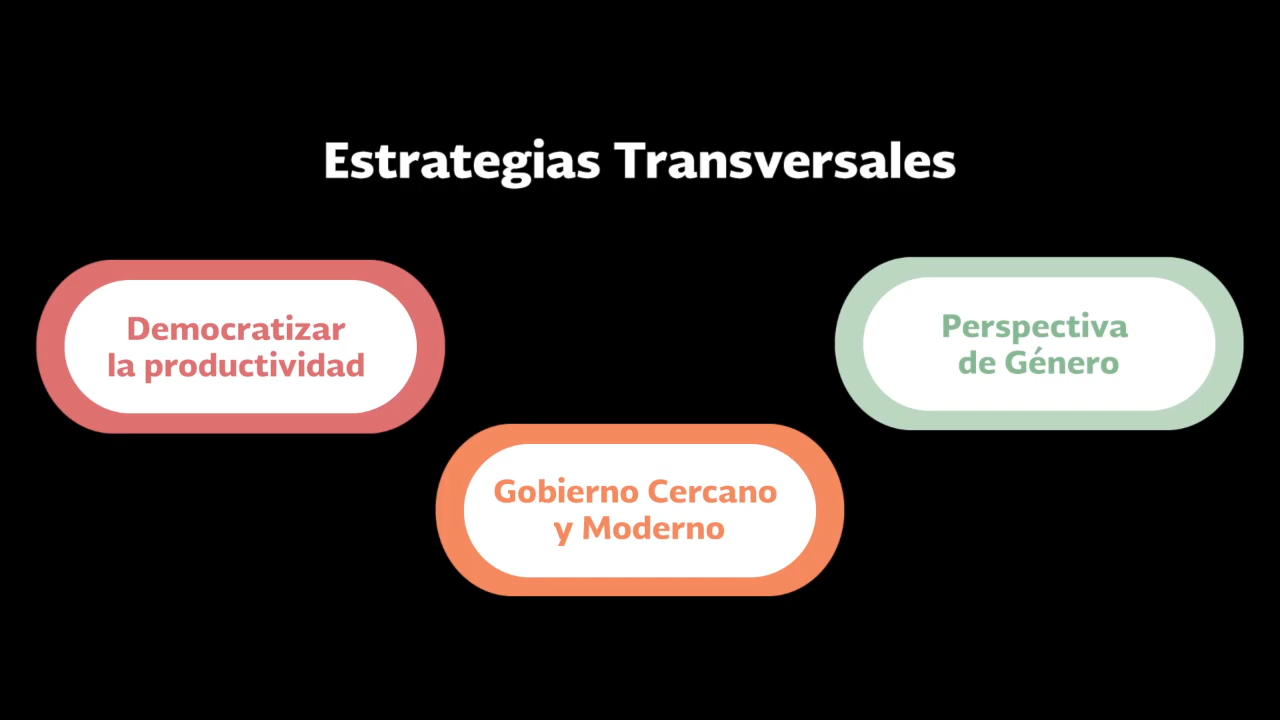 Estrategias Transversales
Democratizar
la productividad
Gobierno Cercano
y Moderno
Perspectiva
de Género